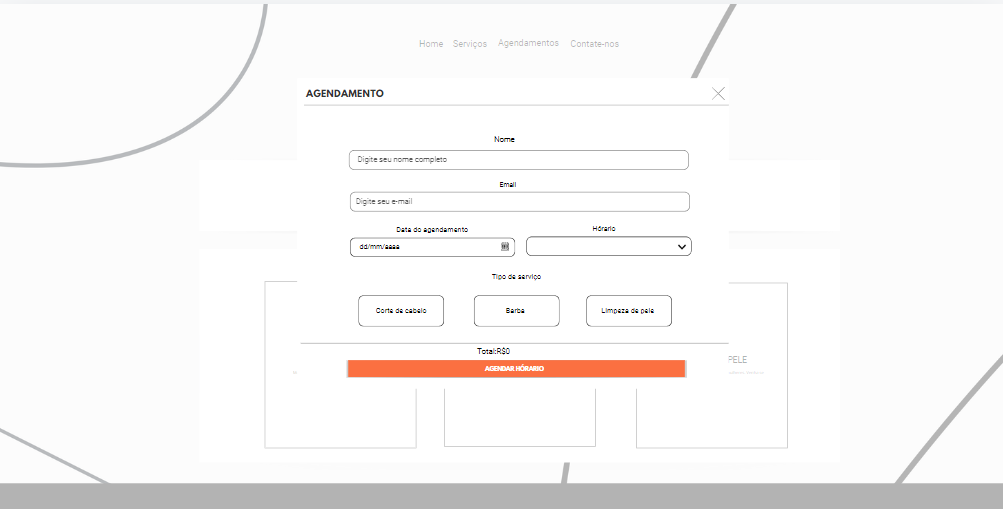 Home Serviços Agendamentos Contate-nos
AGENDAMENTO
Nome
Digite seu nome completo
Email
Digite seu e-mail
Data do agendamento Hórario
dd/mm/aaaa
Tipo de serviço
Corte de cabelo Barba Limpeza de pele
Total:R$0
PELE
AGENDAR HÓRARIO